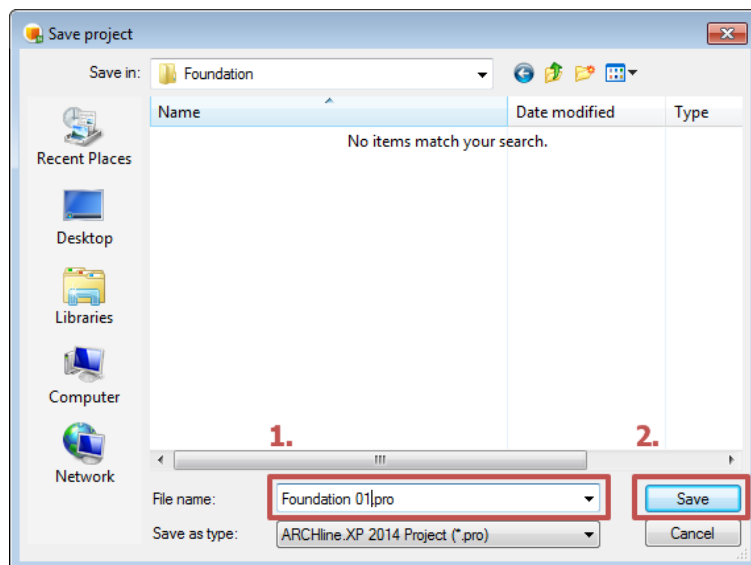 Save project
Save in: Foundation
Name Date modified Type
No items match your search.
Recent Places
Desktop
Libraries
Computer
Network
1. 2.
File name: Foundation 01.pro Save
Save as type: ARCHline.XP 2014 Project (*.pro) Cancel